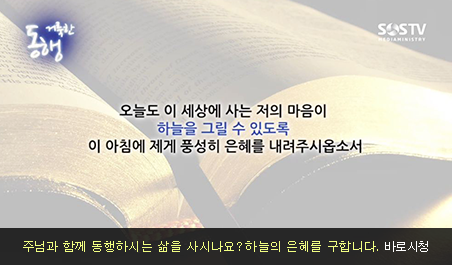 거룩한
동행
SOSTV
MEDIAMINISTRY
오늘도 이 세상에 사는 저의 마음이
하늘을 그릴 수 있도록
이 아침에 제게 풍성히 은혜를 내려주시옵소서
주님과 함께 동행하시는 삶을 사시나요?하늘의 은혜를 구합니다. 바로시청